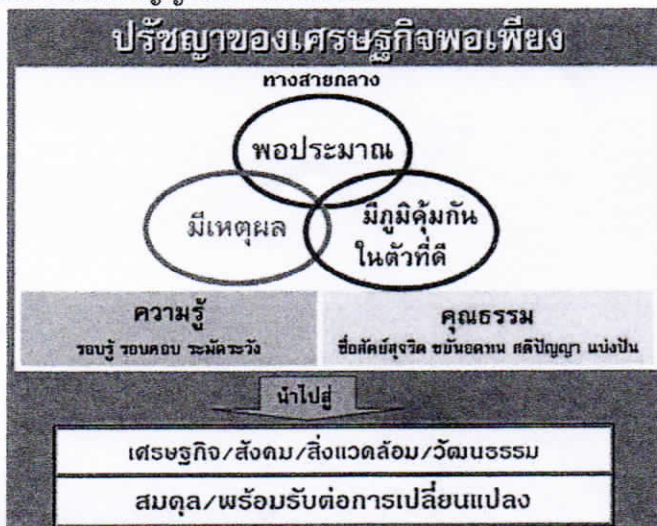 ปรัชญาของเศรษฐกิจพอเพียง
ทางสายกลาง
พอประมาณ
มีเหตุผล
มีภูมิคุ้มกัน
ในตัวที่ดี
ความรู้
รอบรู้ รอบคอบ ระมัดระวัง
คุณธรรม
ซื่อสัตย์สุจริต ขยันอดทน สติปัญญา แบ่งปัน
นำไปสู่
เศรษฐกิจ/สังคม/สิ่งแวดล้อม/วัฒนธรรม
สมดุล/พร้อมรับต่อการเปลี่ยนแปลง